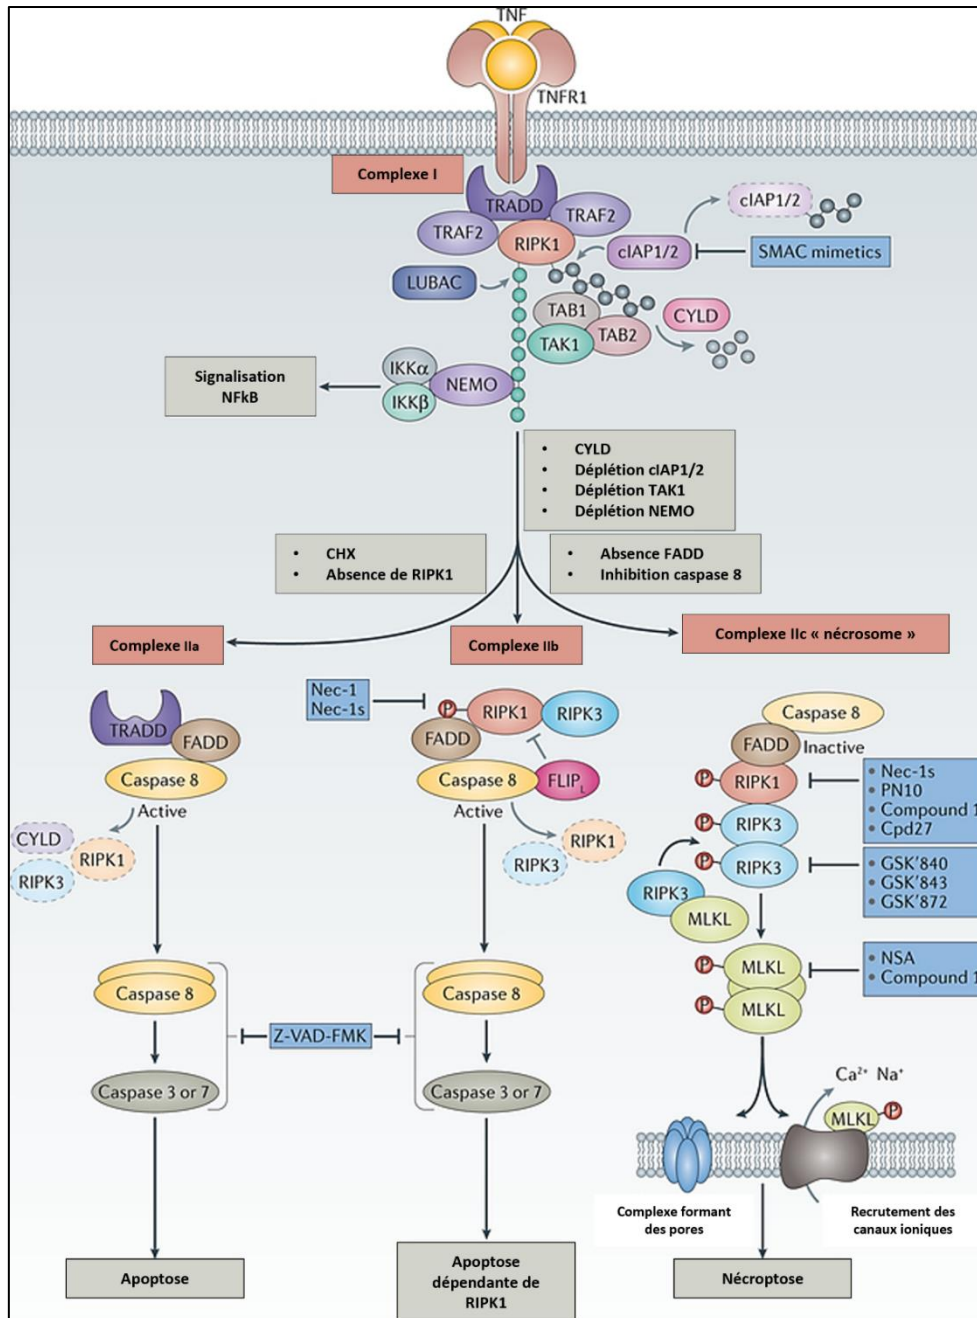 TNF
TNFR1
Complexe I
TRADD
TRAF2
TRAF2
RIPK1
cIAP1/2
cIAP1/2
SMAC mimetics
LUBAC
TAB1
TAB2
TAK1
CYLD
IKKα
IKKβ
NEMO
Signalisation
NFkB
• CYLD
• Déplétion cIAP1/2
• Déplétion TAK1
• Déplétion NEMO
• CHX
• Absence de RIPK1
• Absence FADD
• Inhibition caspase 8
Complexe IIa
Complexe IIb
Complexe IIc « nécrosome »
TRADD
FADD
Caspase 8
Active
CYLD
RIPK1
RIPK3
Caspase 8
Caspase 3 or 7
Apoptose
Nec-1
Nec-1s
P
RIPK1
RIPK3
FADD
Caspase 8
FLIPL
Active
RIPK1
RIPK3
Z-VAD-FMK
Caspase 8
Caspase 3 or 7
Apoptose
dépendante de
RIPK1
Caspase 8
FADD
Inactive
P
RIPK1
• Nec-1s
• PN10
• Compound 1
• Cpd27
P
RIPK3
P
RIPK3
• GSK'840
• GSK'843
• GSK'872
RIPK3
MLKL
P
MLKL
P
MLKL
• NSA
• Compound 1
Ca²⁺ Na⁺
MLKL
P
Complexe formant
des pores
Recrutement des
canaux ioniques
Nécroptose